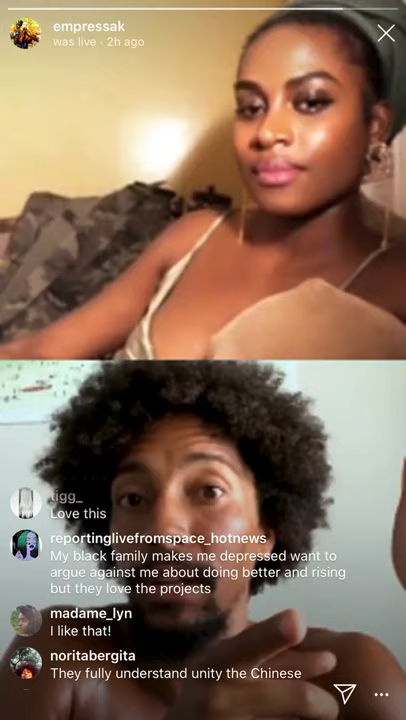 empressak
was live · 2h ago
tjgg_
Love this
reportinglivefromspace_hotnews
My black family makes me depressed want to
argue against me about doing better and rising
but they love the projects
madame_lyn
I like that!
noritabergita
They fully understand unity the Chinese